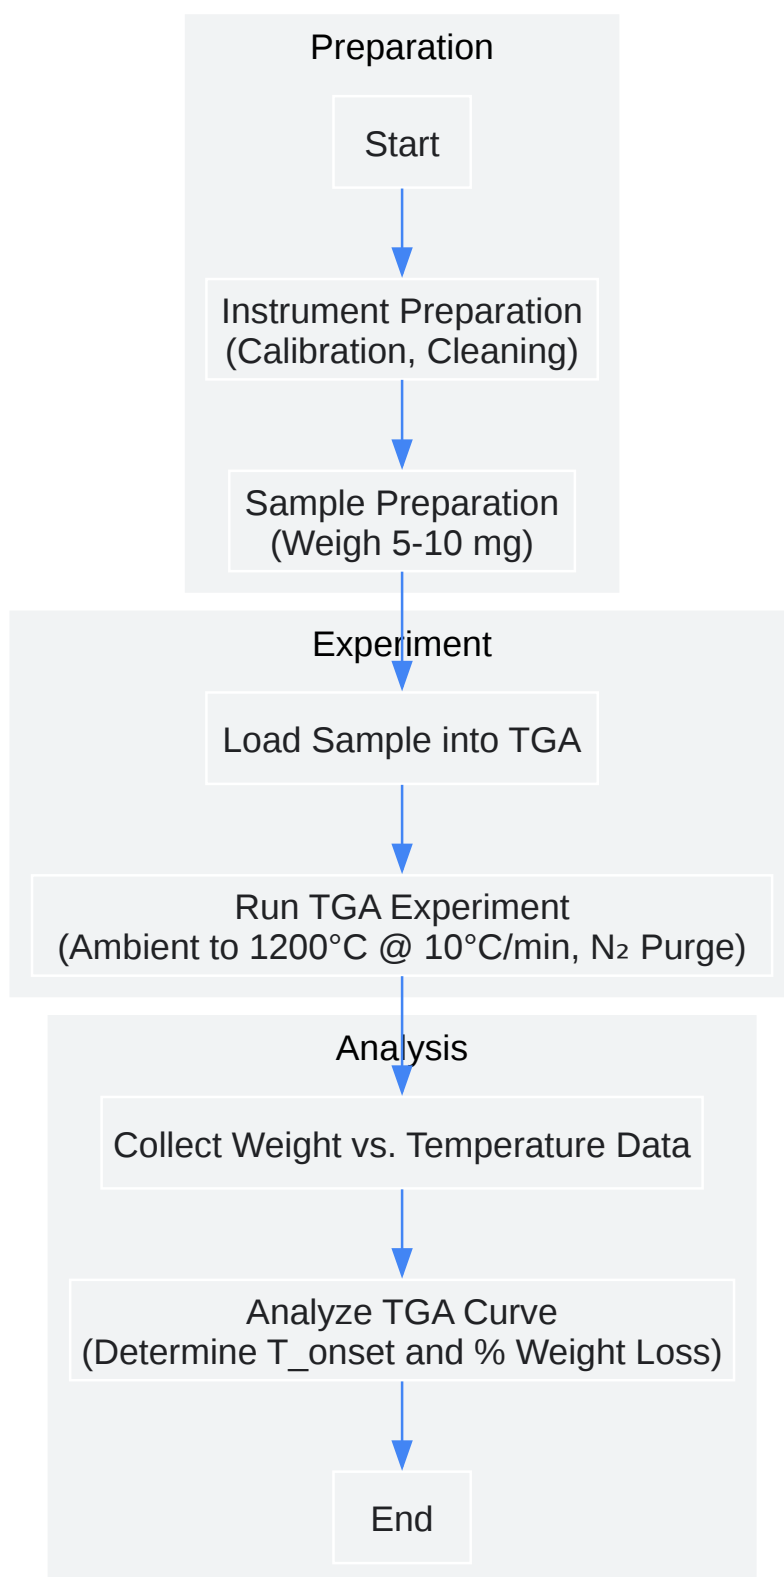 Preparation
Start
Instrument Preparation
(Calibration, Cleaning)
Sample Preparation
(Weigh 5-10 mg)
Experiment
Load Sample into TGA
Run TGA Experiment
(Ambient to 1200°C @ 10°C/min, N₂ Purge)
Analysis
Collect Weight vs. Temperature Data
Analyze TGA Curve
(Determine T_onset and % Weight Loss)
End